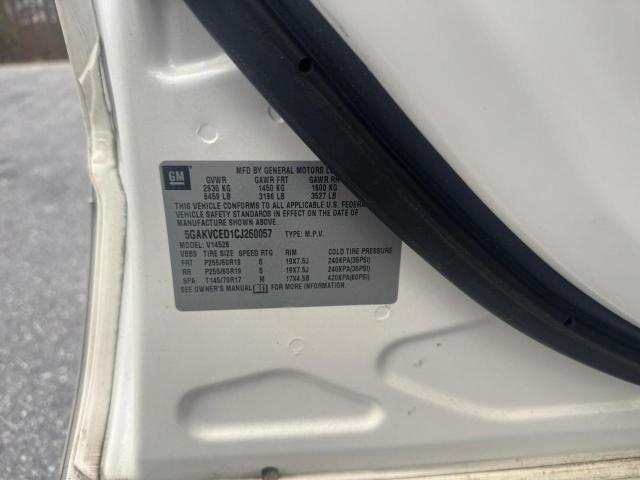 GM
MFD BY GENERAL MOTORS
GVWR GAWR FRT GAWR RR
2930 KG 1450 KG 1600 KG
6459 LB 3196 LB 3527 LB
THIS VEHICLE CONFORMS TO ALL APPLICABLE U.S. FEDERAL
VEHICLE SAFETY STANDARDS IN EFFECT ON THE DATE OF
MANUFACTURE SHOWN ABOVE.
5GAKVCED1CJ260057 TYPE: M.P.V.
MODEL: V14526
TIRE SIZE SPEED RTG RIM COLD TIRE PRESSURE
FRT P255/60R19 S 19X7.5J 240KPA(35PSI)
RR P255/60R19 S 19X7.5J 240KPA(35PSI)
SPA T145/70R17 M 17X4.5B 420KPA(60PSI)
SEE OWNER'S MANUAL FOR MORE INFORMATION.